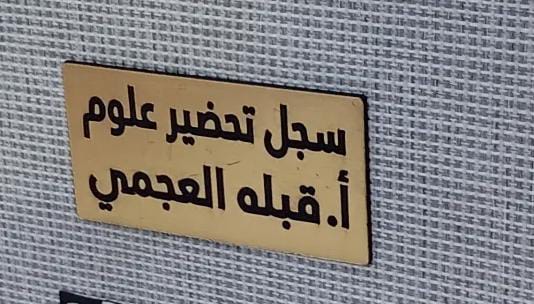 سجل تحضير علوم
أ. قبله العجمي